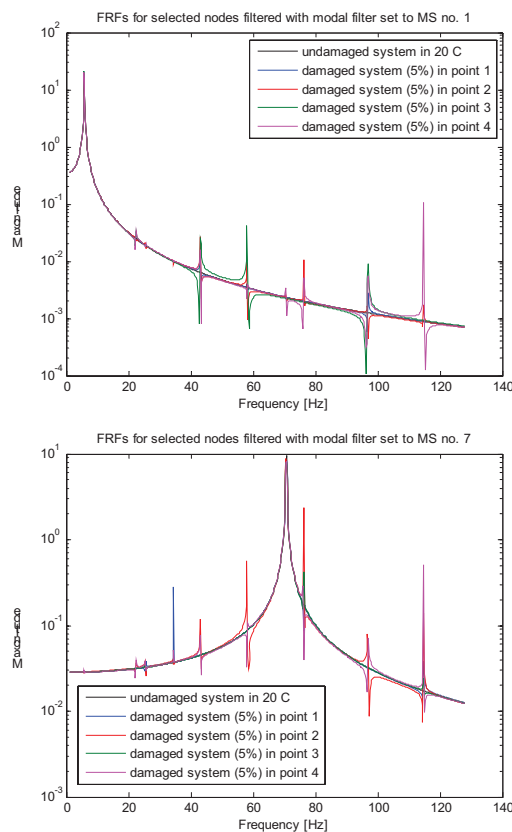 FRFs for selected nodes filtered with modal filter set to MS no. 1
10^2
10^1
10^0
10^-1
10^-2
10^-3
10^-4
Magnitude
undamaged system in 20 C
damaged system (5%) in point 1
damaged system (5%) in point 2
damaged system (5%) in point 3
damaged system (5%) in point 4
0 20 40 60 80 100 120 140
Frequency [Hz]
FRFs for selected nodes filtered with modal filter set to MS no. 7
10^1
10^0
10^-1
10^-2
10^-3
Magnitude
undamaged system in 20 C
damaged system (5%) in point 1
damaged system (5%) in point 2
damaged system (5%) in point 3
damaged system (5%) in point 4
0 20 40 60 80 100 120 140
Frequency [Hz]